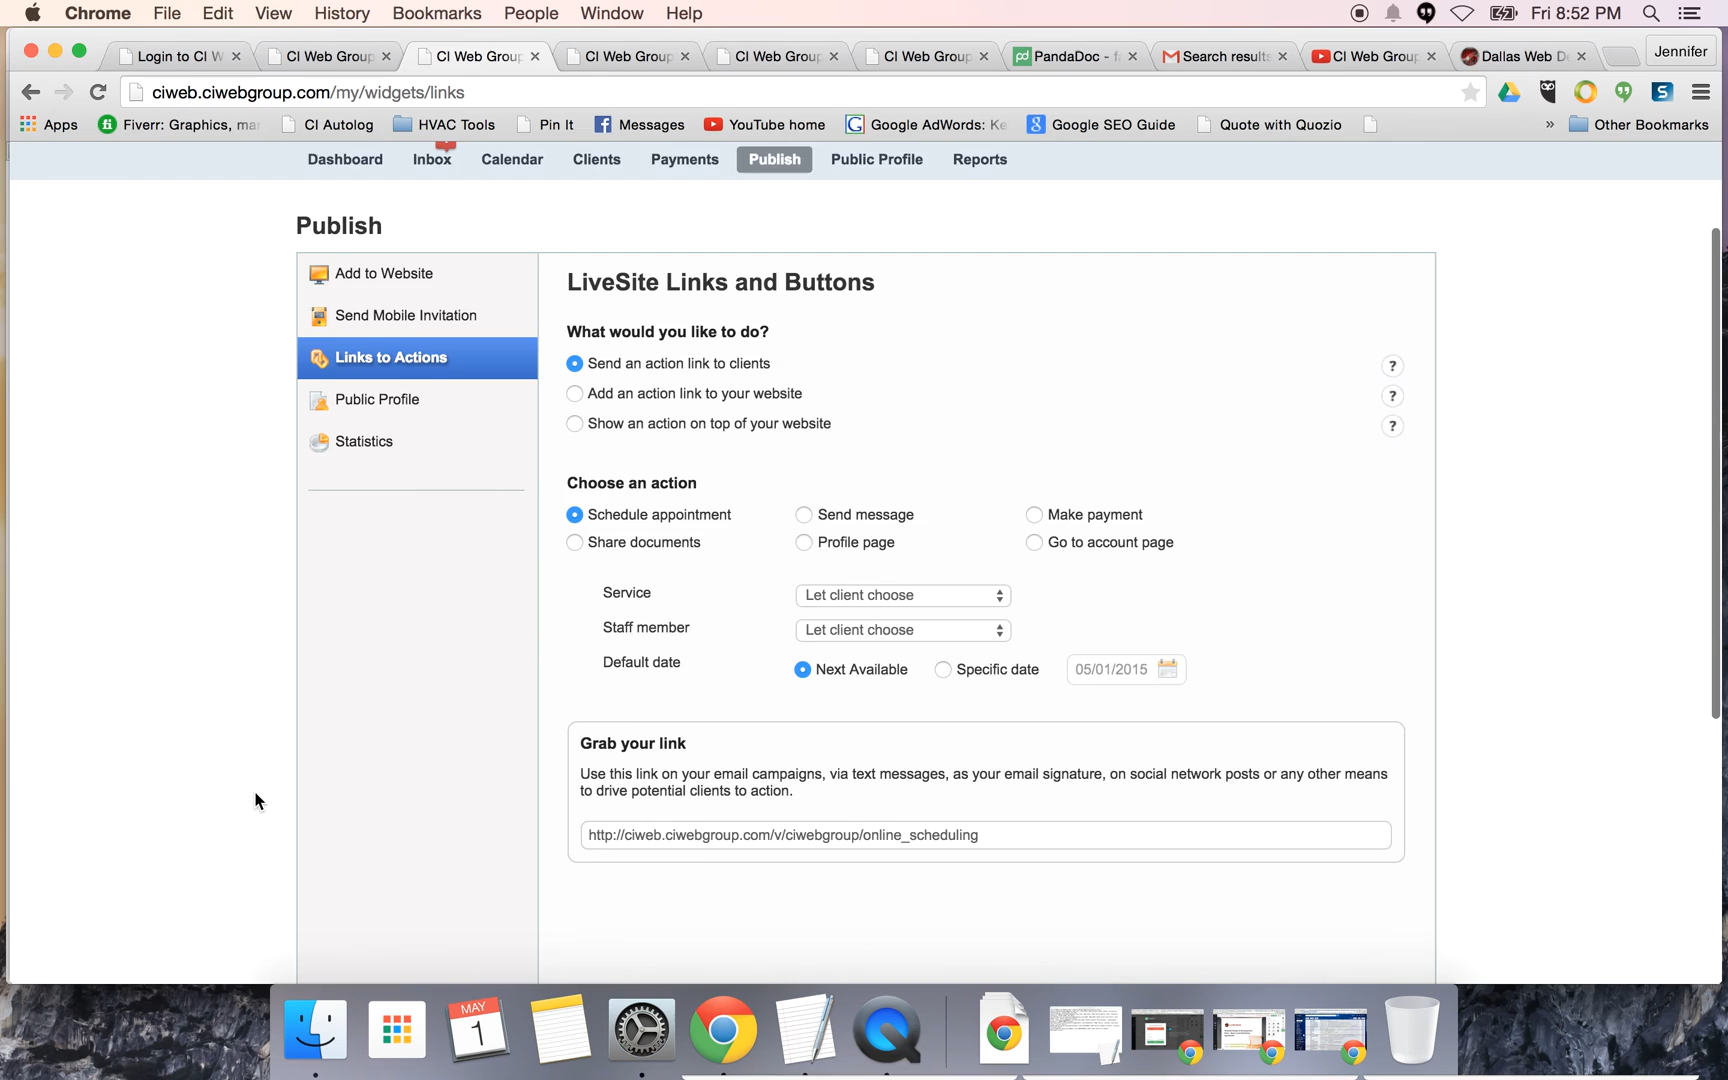 Chrome File Edit View History Bookmarks People Window Help Fri 8:52 PM
Login to CI W CI Web Group CI Web Group CI Web Group CI Web Group CI Web Group PandaDoc - Search results CI Web Group Dallas Web D Jennifer
ciweb.ciwebgroup.com/my/widgets/links S
Apps Fiverr: Graphics, CI Autolog HVAC Tools Pin It Messages YouTube home Google AdWords: Google SEO Guide Quote with Quozio » Other Bookmarks
Dashboard Inbox Calendar Clients Payments Publish Public Profile Reports
Publish
Add to Website
Send Mobile Invitation
Links to Actions
Public Profile
Statistics
LiveSite Links and Buttons
What would you like to do?
Send an action link to clients ?
Add an action link to your website ?
Show an action on top of your website ?
Choose an action
Schedule appointment Send message Make payment
Share documents Profile page Go to account page
Service Let client choose
Staff member Let client choose
Default date Next Available Specific date 05/01/2015
Grab your link
Use this link on your email campaigns, via text messages, as your email signature, on social network posts or any other means
to drive potential clients to action.
http://ciweb.ciwebgroup.com/v/ciwebgroup/online_scheduling
MAY
1